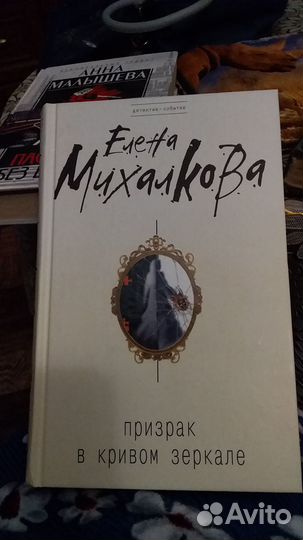 АННА
МАЛЫШЕВА
детектив-событие
Елена
Михалкова
призрак
в кривом зеркале
Avito